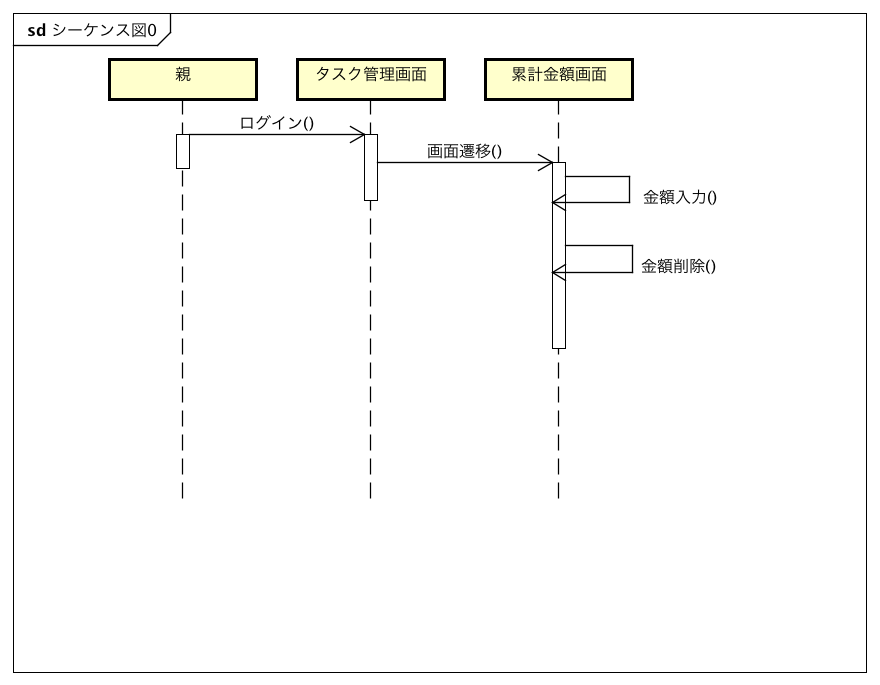 sd シーケンス図0
親
タスク管理画面
累計金額画面
ログイン()
画面遷移()
金額入力()
金額削除()